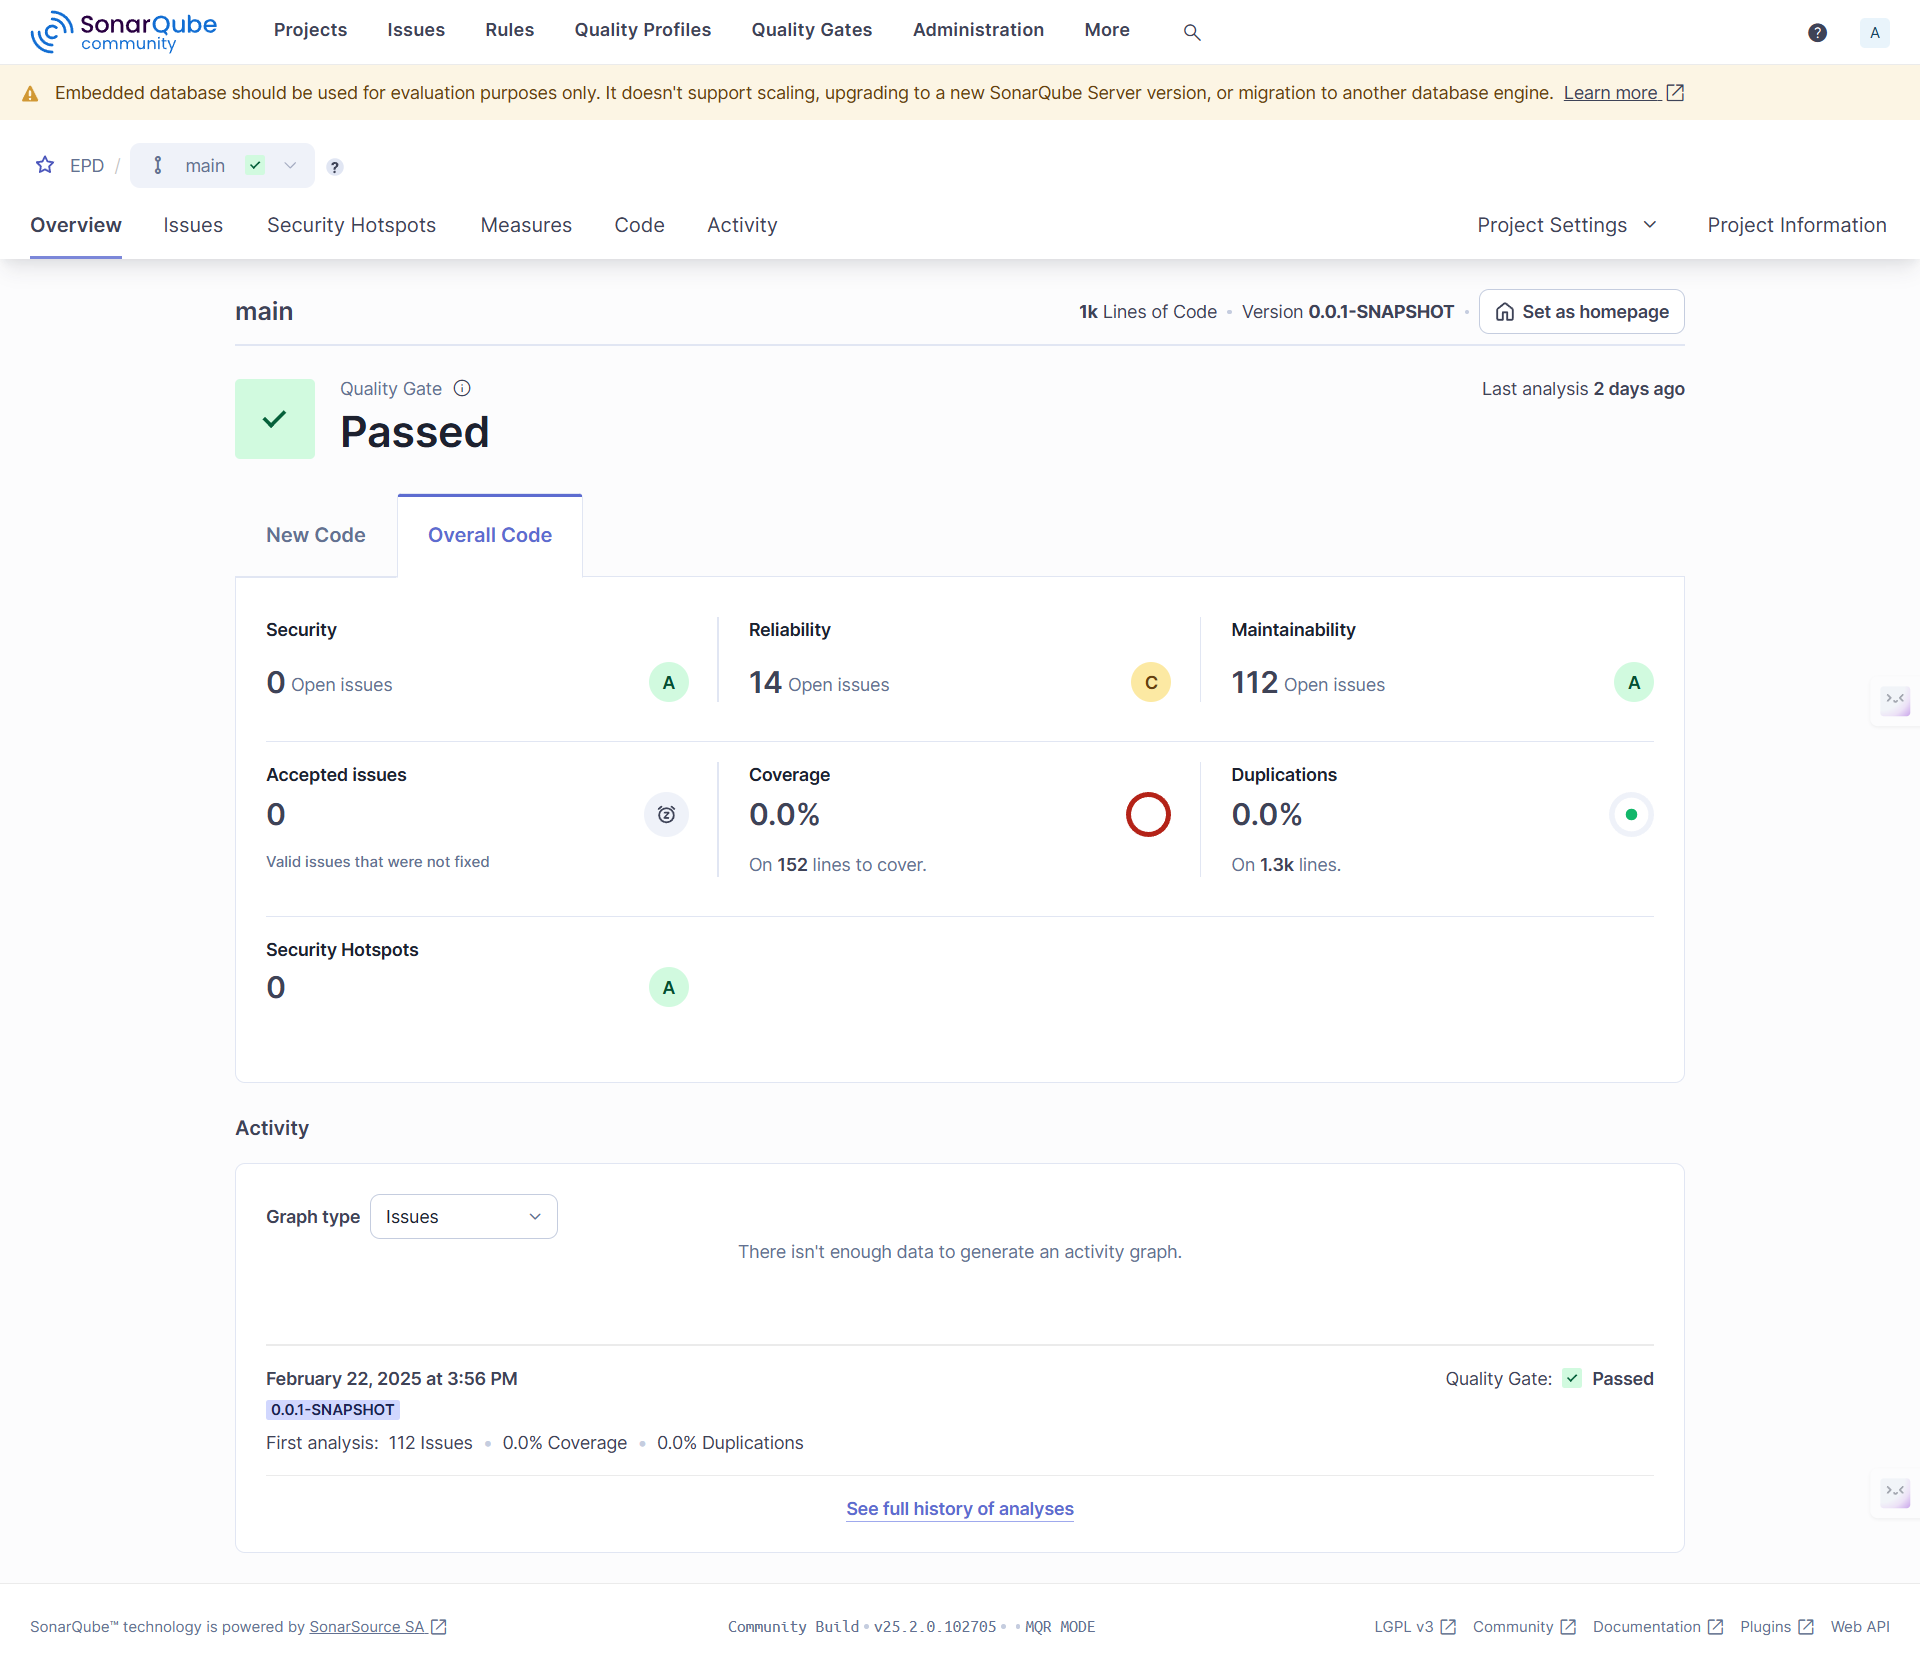 SonarQube
community
Projects Issues Rules Quality Profiles Quality Gates Administration More
? A
Embedded database should be used for evaluation purposes only. It doesn't support scaling, upgrading to a new SonarQube Server version, or migration to another database engine. Learn more
EPD / main ?
Overview Issues Security Hotspots Measures Code Activity Project Settings Project Information
main 1k Lines of Code • Version 0.0.1-SNAPSHOT • Set as homepage
Quality Gate Last analysis 2 days ago
Passed
New Code Overall Code
Security Reliability Maintainability
0 Open issues A 14 Open issues C 112 Open issues A
Accepted issues Coverage Duplications
0 0.0% 0.0%
Valid issues that were not fixed On 152 lines to cover. On 1.3k lines.
Security Hotspots
0 A
Activity
Graph type Issues
There isn't enough data to generate an activity graph.
February 22, 2025 at 3:56 PM Quality Gate: Passed
0.0.1-SNAPSHOT
First analysis: 112 Issues • 0.0% Coverage • 0.0% Duplications
See full history of analyses
SonarQube™ technology is powered by SonarSource SA Community Build • v25.2.0.102705 • • MQR MODE LGPL v3 Community Documentation Plugins Web API